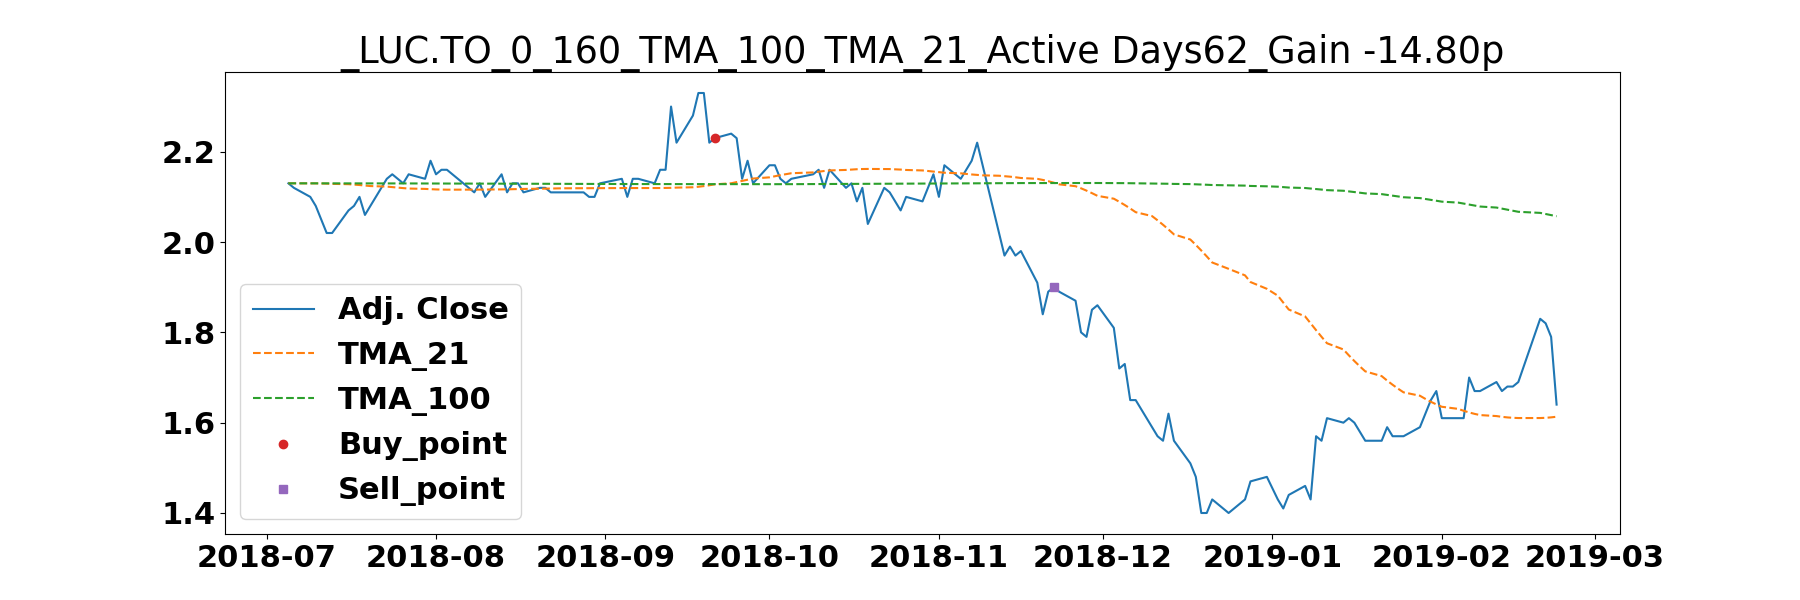 _LUC.TO_0_160_TMA_100_TMA_21_Active Days62_Gain -14.80p
2.2
2.0
1.8
1.6
1.4
Adj. Close
TMA_21
TMA_100
Buy_point
Sell_point
2018-07 2018-08 2018-09 2018-10 2018-11 2018-12 2019-01 2019-02 2019-03